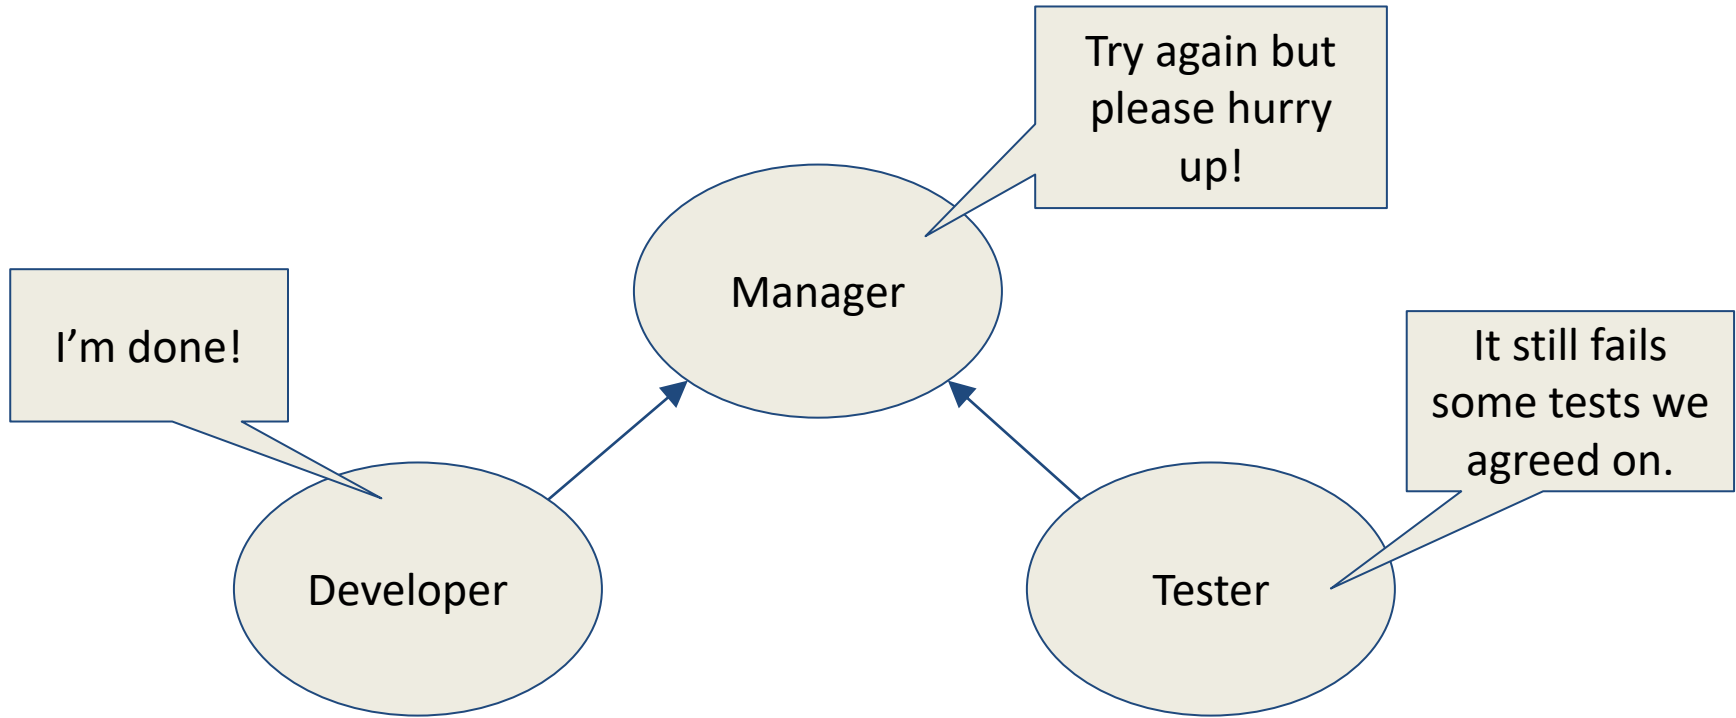 Try again but
please hurry
up!
Manager
I’m done!
It still fails
some tests we
agreed on.
Developer
Tester